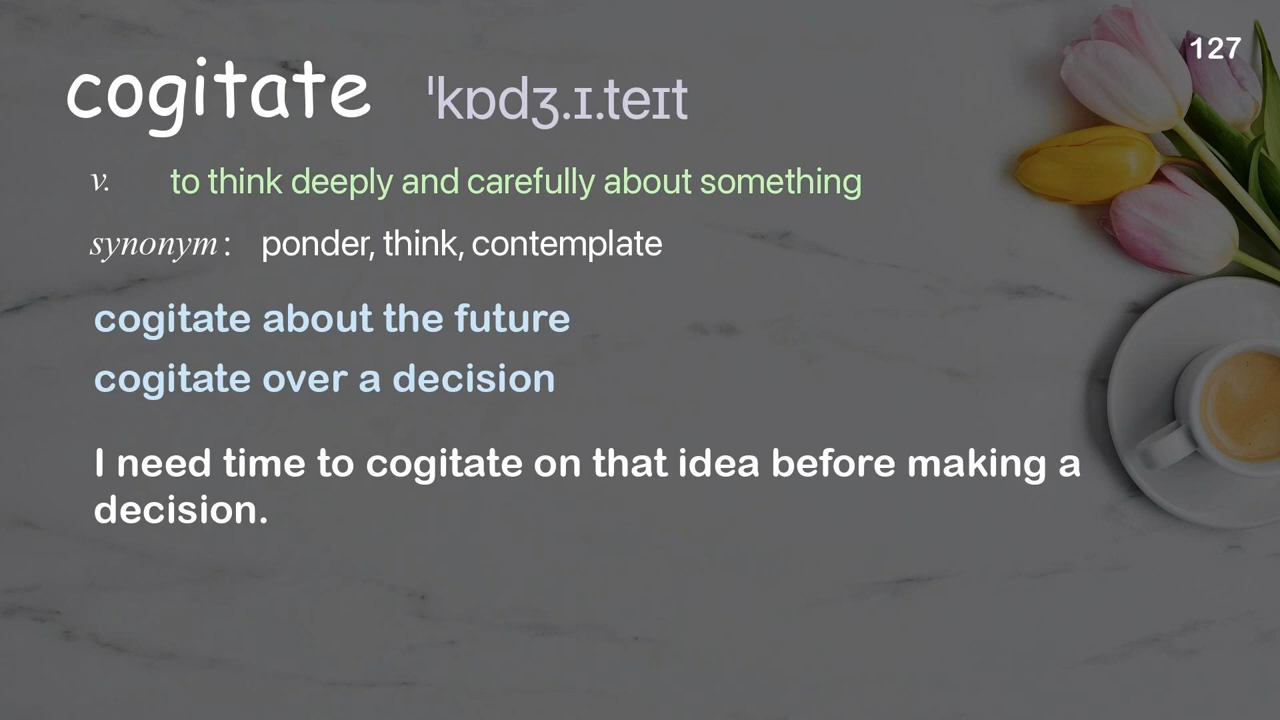 127
cogitate ˈkɒdʒ.ɪ.teɪt
v. to think deeply and carefully about something
synonym: ponder, think, contemplate
cogitate about the future
cogitate over a decision
I need time to cogitate on that idea before making a
decision.